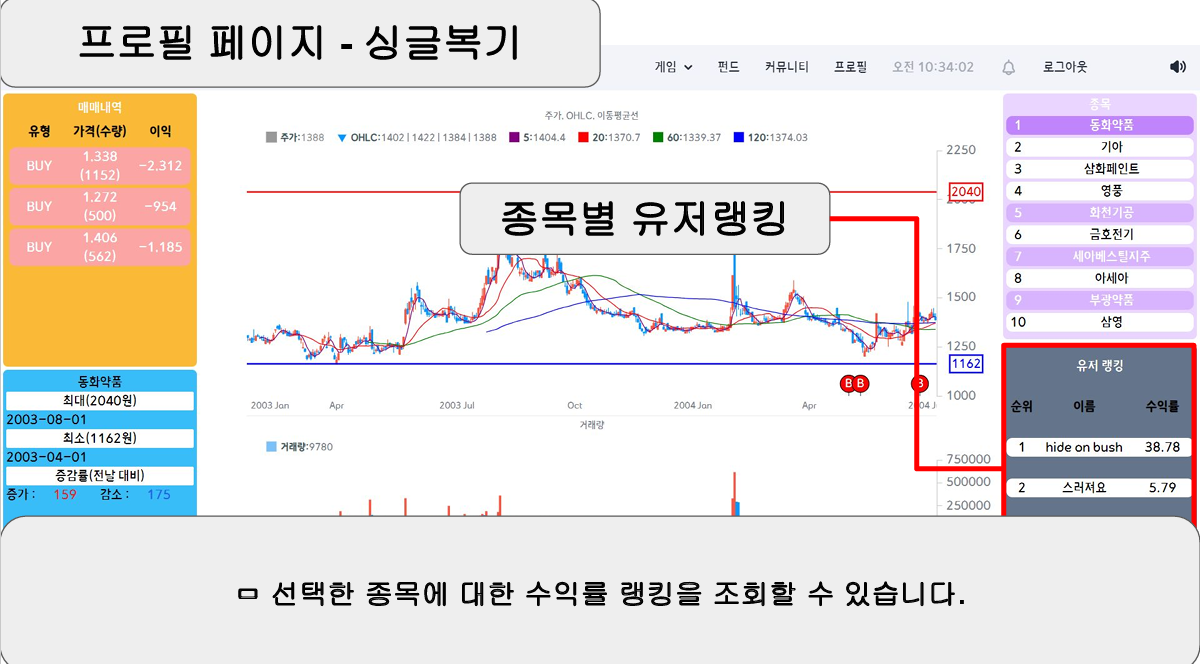 프로필 페이지 - 싱글복기
게임 펀드 커뮤니티 프로필 오전 10:34:02 로그아웃
매매내역
유형 가격(수량) 이익
BUY 1.338 (1152) -2.312
BUY 1.272 (500) -954
BUY 1.406 (562) -1.185
동화약품
최대(2040원)
2003-08-01
최소(1162원)
2003-04-01
증감률(전날 대비)
증가 : 159 감소 : 175
주가, OHLC, 이동평균선
주가:1388 OHLC:1402 | 1422 | 1384 | 1388 5:1404.4 20:1370.7 60:1339.37 120:1374.03
2250
2040
1750
1500
1250
1162
1000
종목별 유저랭킹
B B B
2003 Jan Apr 2003 Jul Oct 2004 Jan Apr 2004 J
거래량
거래량:9780
750000
500000
250000
종목
1 동화약품
2 기아
3 삼화페인트
4 영풍
5 화천기공
6 금호전기
7 세아베스틸지주
8 아세아
9 부광약품
10 삼영
유저 랭킹
순위 이름 수익률
1 hide on bush 38.78
2 스러져요 5.79
ㅁ 선택한 종목에 대한 수익률 랭킹을 조회할 수 있습니다.